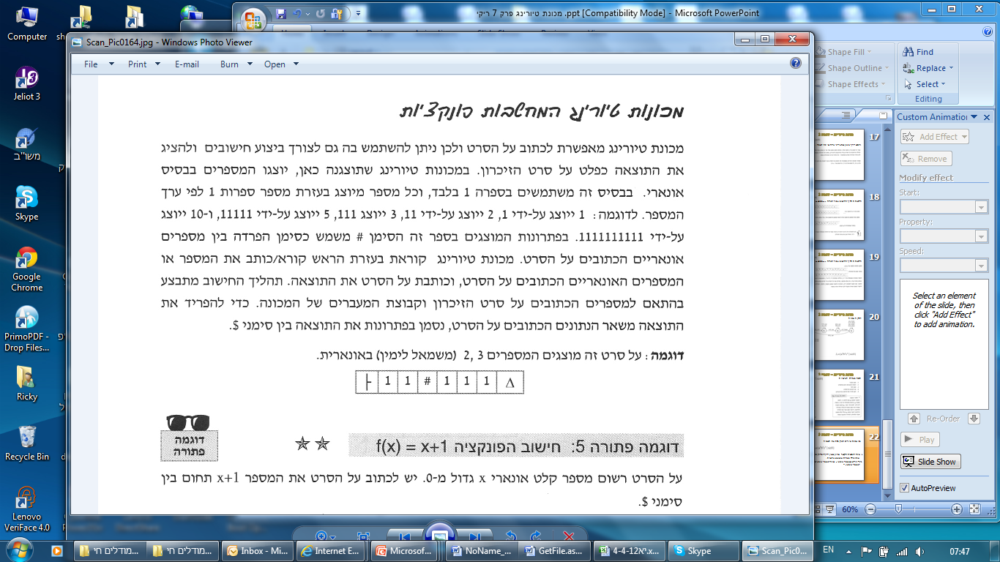 Computer
Jeliot 3
משו"ב
Skype
Google
Chrome
PrimoPDF -
Drop Files...
Ricky
Recycle Bin
Lenovo
VeriFace 4.0
מכונת טיורינג פרק 7 ריקי .ppt [Compatibility Mode] - Microsoft PowerPoint
Scan_Pic0164.jpg - Windows Photo Viewer
File Print E-mail Burn Open
מכונות טיורינג המחשבות פונקציות
מכונת טיורינג מאפשרת לכתוב על הסרט ולכן ניתן להשתמש בה גם לצורך ביצוע חישובים ולהציג
את התוצאה כפלט על סרט הזיכרון. במכונות טיורינג שתוצגנה כאן, יוצגו המספרים בבסיס
אונארי. בבסיס זה משתמשים בספרה 1 בלבד, וכל מספר מיוצג בעזרת מספר ספרות 1 לפי ערך
המספר. לדוגמה: 1 ייוצג על-ידי 1, 2 ייוצג על-ידי 11, 3 ייוצג 111, 5 ייוצג על-ידי 11111, ו-10 ייוצג
על-ידי 1111111111. בפתרונות המוצגים בספר זה הסימן # משמש כסימן הפרדה בין מספרים
אונאריים הכתובים על הסרט. מכונת טיורינג קוראת בעזרת הראש קורא/כותב את המספר או
המספרים האונאריים הכתובים על הסרט, וכותבת על הסרט את התוצאה. תהליך החישוב מתבצע
בהתאם למספרים הכתובים על סרט הזיכרון וקבוצת המעברים של המכונה. כדי להפריד את
התוצאה משאר הנתונים הכתובים על הסרט, נסמן בפתרונות את התוצאה בין סימני $.
דוגמה: על סרט זה מוצגים המספרים 3 ,2 (משמאל לימין) באונארית.
├ 1 1 # 1 1 1 Δ
דוגמה
פתורה
דוגמה פתורה 5: חישוב הפונקציה f(x) = x+1
על הסרט רשום מספר קלט אונארי x גדול מ-0. יש לכתוב על הסרט את המספר x+1 תחום בין
סימני $.
Shape Fill
Shape Outline
Shape Effects
Find
Replace
Select
Editing
17
18
19
20
21
22
Custom Animation
Add Effect
Remove
Modify effect
Start:
Property:
Speed:
Select an element
of the slide, then
click "Add Effect"
to add animation.
Re-Order
Play
Slide Show
AutoPreview
60%
מודלים חי...
מודלים חי...
Inbox - Mi...
Internet E...
Microsof...
NoName_...
GetFile.as...
4-4-12יא.x...
Skype
Scan_Pic0...
EN
07:47